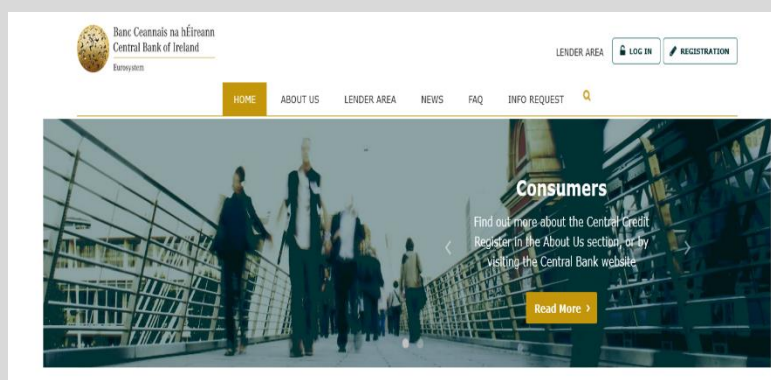 Banc Ceannais na hÉireann
Central Bank of Ireland
Eurosystem
LENDER AREA
LOG IN
REGISTRATION
HOME ABOUT US LENDER AREA NEWS FAQ INFO REQUEST
Consumers
Find out more about the Central Credit
Register in the About Us section, or by
visiting the Central Bank website
Read More